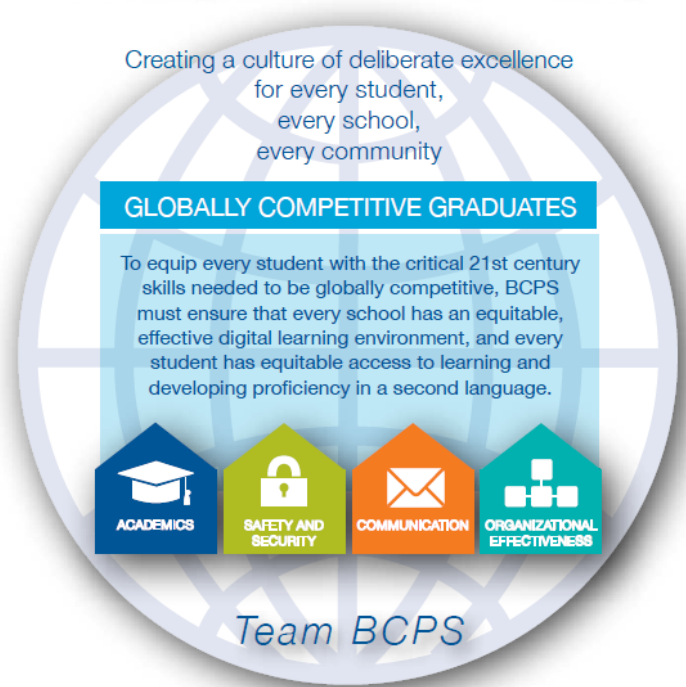 Creating a culture of deliberate excellence
for every student,
every school,
every community
GLOBALLY COMPETITIVE GRADUATES
To equip every student with the critical 21st century
skills needed to be globally competitive, BCPS
must ensure that every school has an equitable,
effective digital learning environment, and every
student has equitable access to learning and
developing proficiency in a second language.
ACADEMICS
SAFETY AND
SECURITY
COMMUNICATION
ORGANIZATIONAL
EFFECTIVENESS
Team BCPS